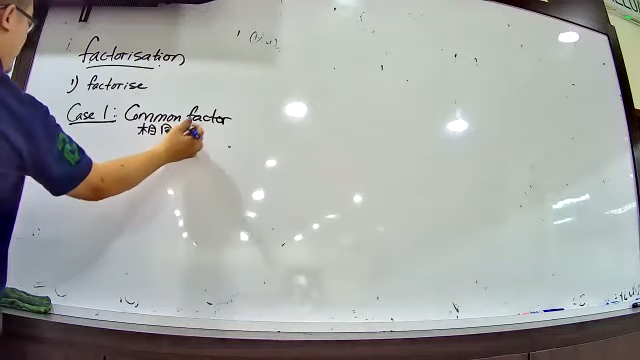 factorisation
1) factorise
Case 1: Common factor
相同